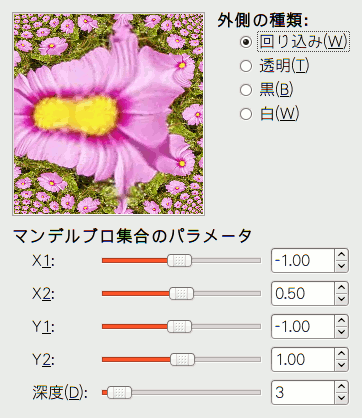 外側の種類:
回り込み(W)
透明(T)
黒(B)
白(W)
マンデルブロ集合のパラメータ
X1: -1.00
X2: 0.50
Y1: -1.00
Y2: 1.00
深度(D): 3